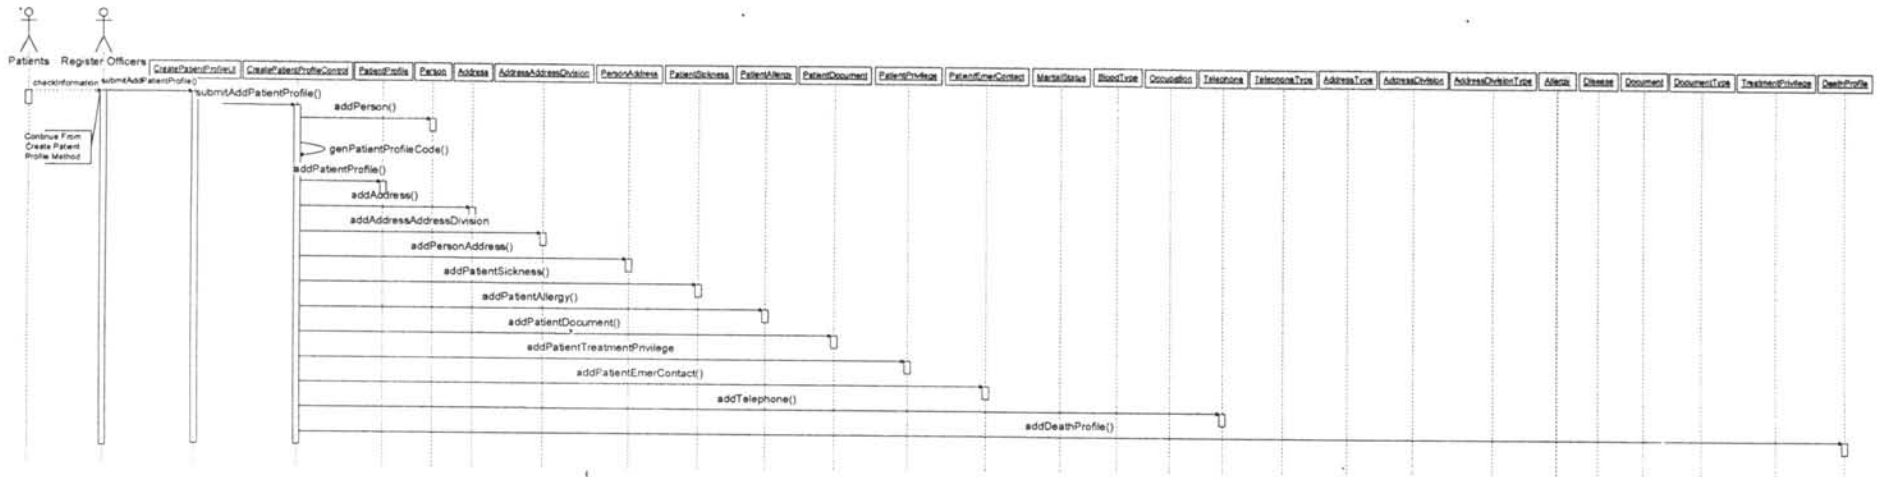 Patients
Register Officers
CreatePatientProfileUI
CreatePatientProfileControl
PatientProfile
Person
Address
AddressAddressDivision
PersonAddress
PatientSickness
PatientAllergy
PatientDocument
PatientPrivilege
PatientEmerContact
MaritalStatus
BloodType
Occupation
Telephone
TelephoneType
AddressType
AddressDivision
AddressDivisionType
Allergy
Disease
Document
DocumentType
TreatmentPrivilege
DeathProfile
checkInformation
submitAddPatientProfile()
submitAddPatientProfile()
addPerson()
Continue From
Create Patient
Profile Method
genPatientProfileCode()
addPatientProfile()
addAddress()
addAddressAddressDivision
addPersonAddress()
addPatientSickness()
addPatientAllergy()
addPatientDocument()
addPatientTreatmentPrivilege
addPatientEmerContact()
addTelephone()
addDeathProfile()